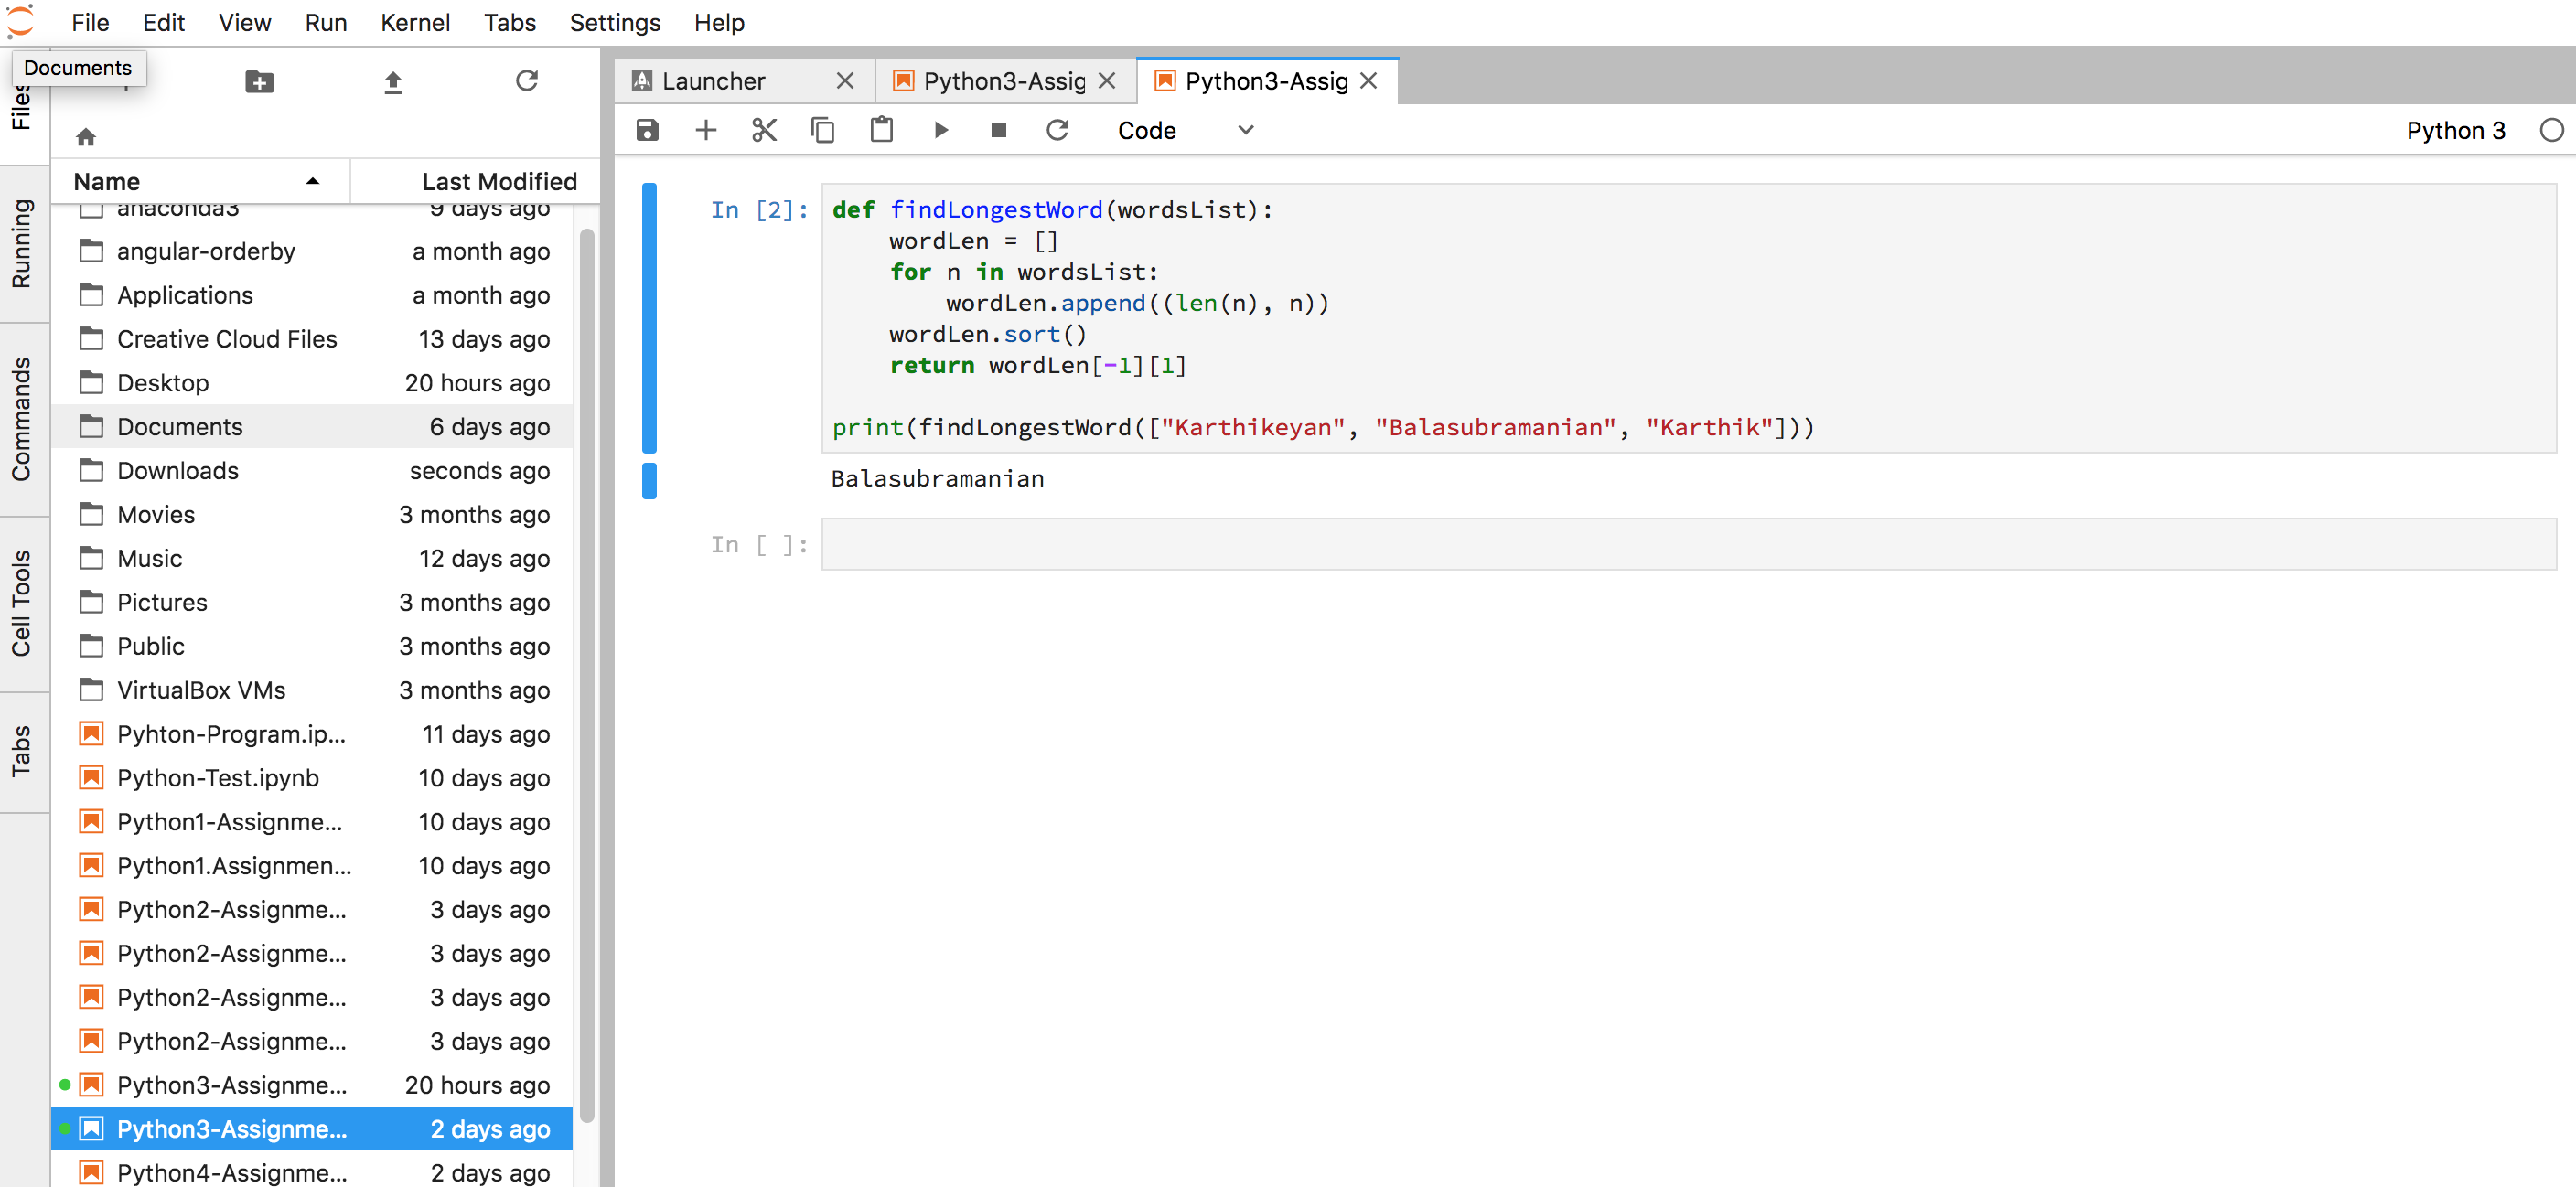 File Edit View Run Kernel Tabs Settings Help
Documents
Files
Running
Commands
Cell Tools
Tabs
Name Last Modified
anaconda3 9 days ago
angular-orderby a month ago
Applications a month ago
Creative Cloud Files 13 days ago
Desktop 20 hours ago
Documents 6 days ago
Downloads seconds ago
Movies 3 months ago
Music 12 days ago
Pictures 3 months ago
Public 3 months ago
VirtualBox VMs 3 months ago
Pyhton-Program.ip... 11 days ago
Python-Test.ipynb 10 days ago
Python1-Assignme... 10 days ago
Python1.Assignmen... 10 days ago
Python2-Assignme... 3 days ago
Python2-Assignme... 3 days ago
Python2-Assignme... 3 days ago
Python2-Assignme... 3 days ago
Python3-Assignme... 20 hours ago
Python3-Assignme... 2 days ago
Python4-Assignme... 2 days ago
Launcher Python3-Assig Python3-Assig
Code Python 3
In [2]: def findLongestWord(wordsList):
    wordLen = []
    for n in wordsList:
        wordLen.append((len(n), n))
    wordLen.sort()
    return wordLen[-1][1]
print(findLongestWord(["Karthikeyan", "Balasubramanian", "Karthik"]))
Balasubramanian
In [ ]: